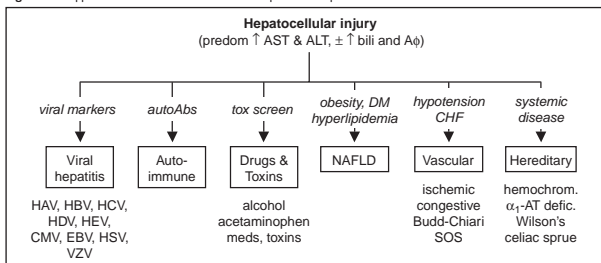 Hepatocellular injury
(predom ↑ AST & ALT, ± ↑ bili and Aϕ)
viral markers
autoAbs
tox screen
obesity, DM
hyperlipidemia
hypotension
CHF
systemic
disease
Viral
hepatitis
Auto-
immune
Drugs &
Toxins
NAFLD
Vascular
Hereditary
HAV, HBV, HCV,
HDV, HEV,
CMV, EBV, HSV,
VZV
alcohol
acetaminophen
meds, toxins
ischemic
congestive
Budd-Chiari
SOS
hemochrom.
α₁-AT defic.
Wilson's
celiac sprue